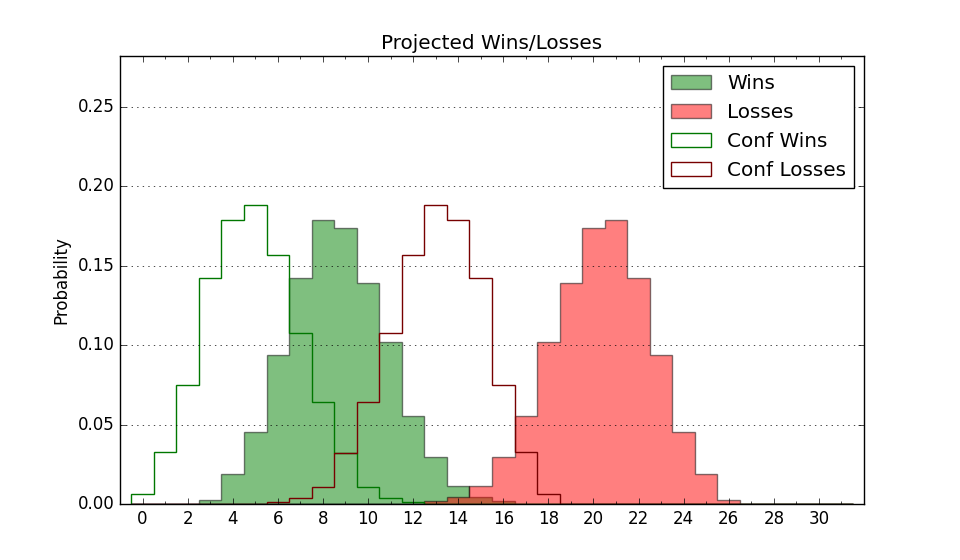 Projected Wins/Losses
Wins
Losses
Conf Wins
Conf Losses
Probability
0.25
0.20
0.15
0.10
0.05
0.00
0 2 4 6 8 10 12 14 16 18 20 22 24 26 28 30